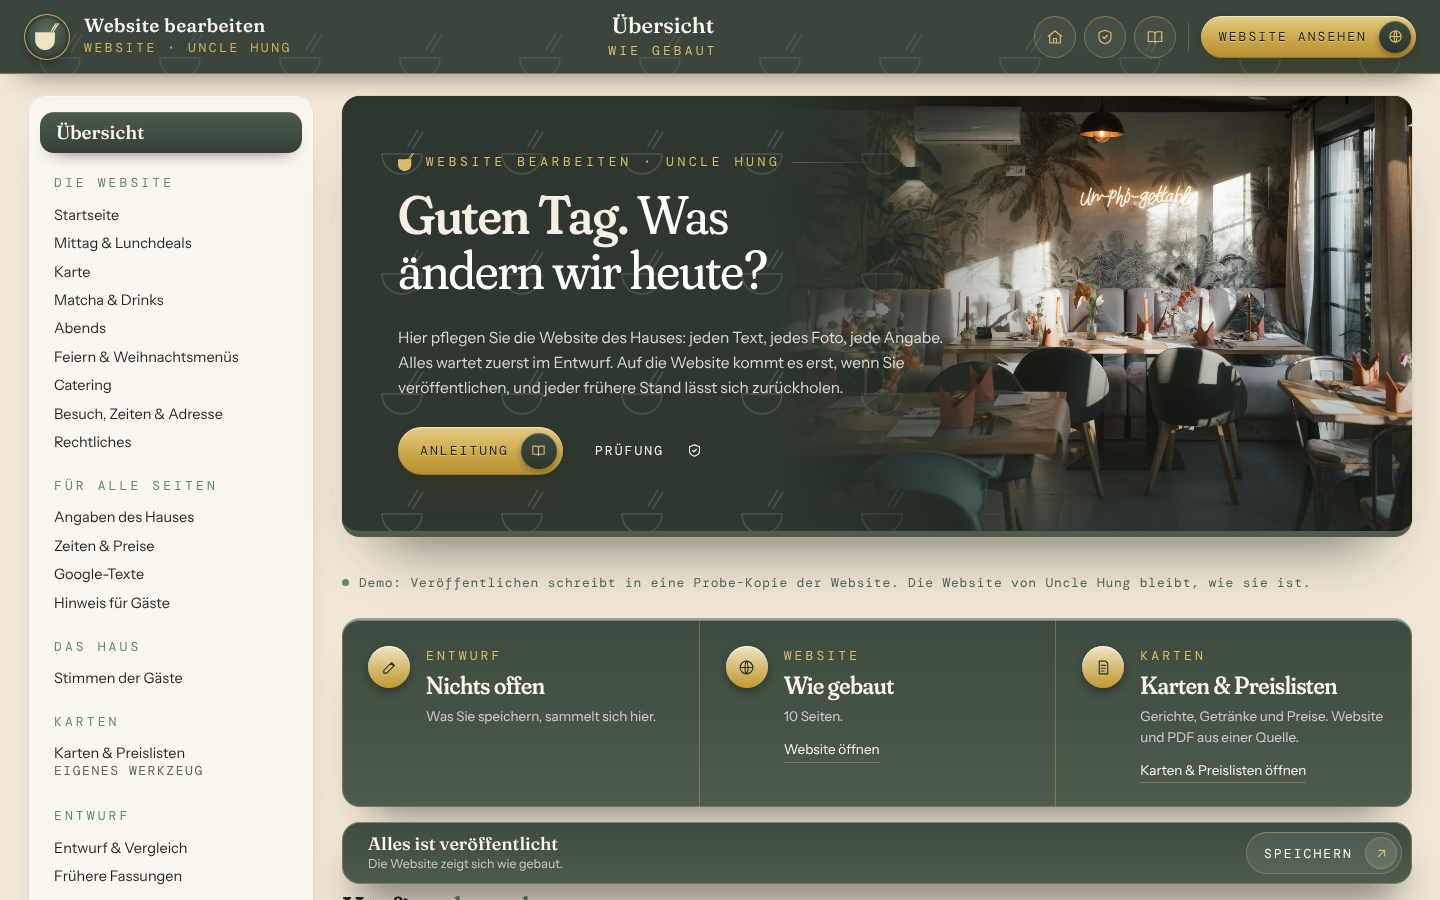 Website bearbeiten
WEBSITE · UNCLE HUNG
Übersicht
WIE GEBAUT
WEBSITE ANSEHEN
Übersicht
DIE WEBSITE
Startseite
Mittag & Lunchdeals
Karte
Matcha & Drinks
Abends
Feiern & Weihnachtsmenüs
Catering
Besuch, Zeiten & Adresse
Rechtliches
FÜR ALLE SEITEN
Angaben des Hauses
Zeiten & Preise
Google-Texte
Hinweis für Gäste
DAS HAUS
Stimmen der Gäste
KARTEN
Karten & Preislisten
EIGENES WERKZEUG
ENTWURF
Entwurf & Vergleich
Frühere Fassungen
WEBSITE BEARBEITEN · UNCLE HUNG
Guten Tag. Was
ändern wir heute?
Hier pflegen Sie die Website des Hauses: jeden Text, jedes Foto, jede Angabe.
Alles wartet zuerst im Entwurf. Auf die Website kommt es erst, wenn Sie
veröffentlichen, und jeder frühere Stand lässt sich zurückholen.
ANLEITUNG
PRÜFUNG
Un-phở-gettable
Demo: Veröffentlichen schreibt in eine Probe-Kopie der Website. Die Website von Uncle Hung bleibt, wie sie ist.
ENTWURF
Nichts offen
Was Sie speichern, sammelt sich hier.
WEBSITE
Wie gebaut
10 Seiten.
Website öffnen
KARTEN
Karten & Preislisten
Gerichte, Getränke und Preise. Website
und PDF aus einer Quelle.
Karten & Preislisten öffnen
Alles ist veröffentlicht
Die Website zeigt sich wie gebaut.
SPEICHERN